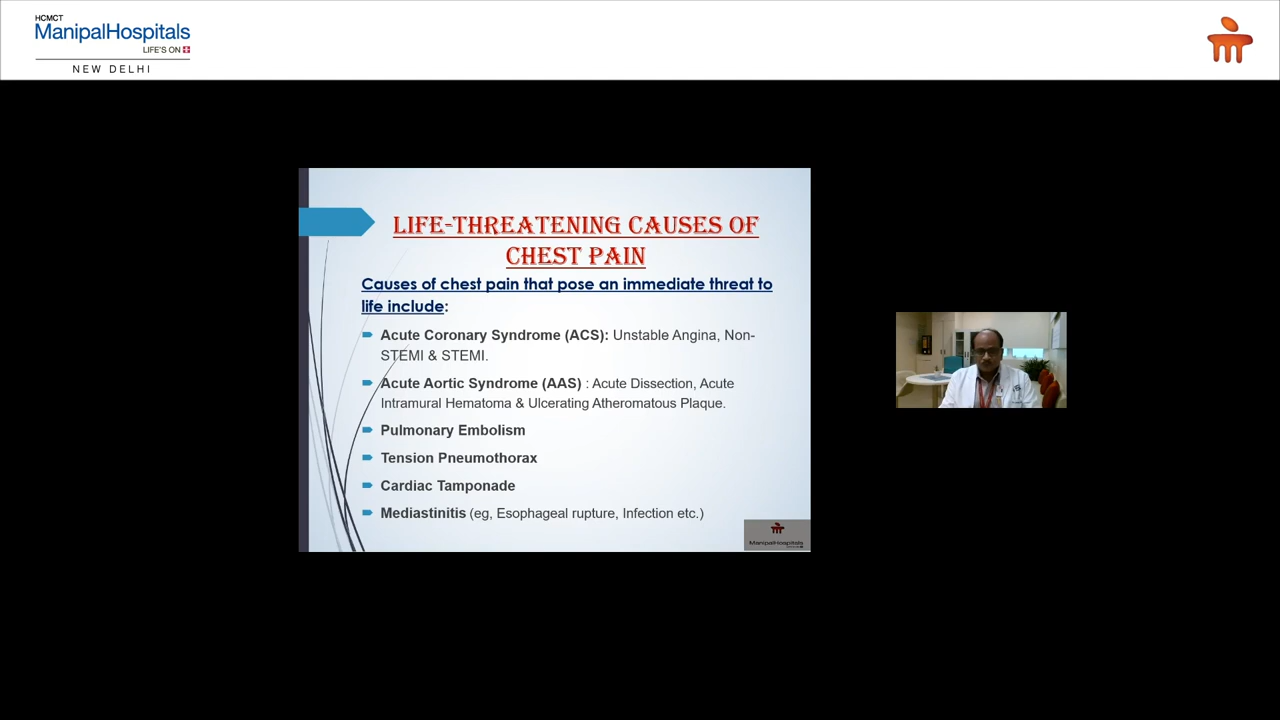 HCMCT
ManipalHospitals
LIFE'S ON
NEW DELHI
LIFE-THREATENING CAUSES OF
CHEST PAIN
Causes of chest pain that pose an immediate threat to
life include:
Acute Coronary Syndrome (ACS): Unstable Angina, Non-
STEMI & STEMI.
Acute Aortic Syndrome (AAS) : Acute Dissection, Acute
Intramural Hematoma & Ulcerating Atheromatous Plaque.
Pulmonary Embolism
Tension Pneumothorax
Cardiac Tamponade
Mediastinitis (eg, Esophageal rupture, Infection etc.)
ManipalHospitals